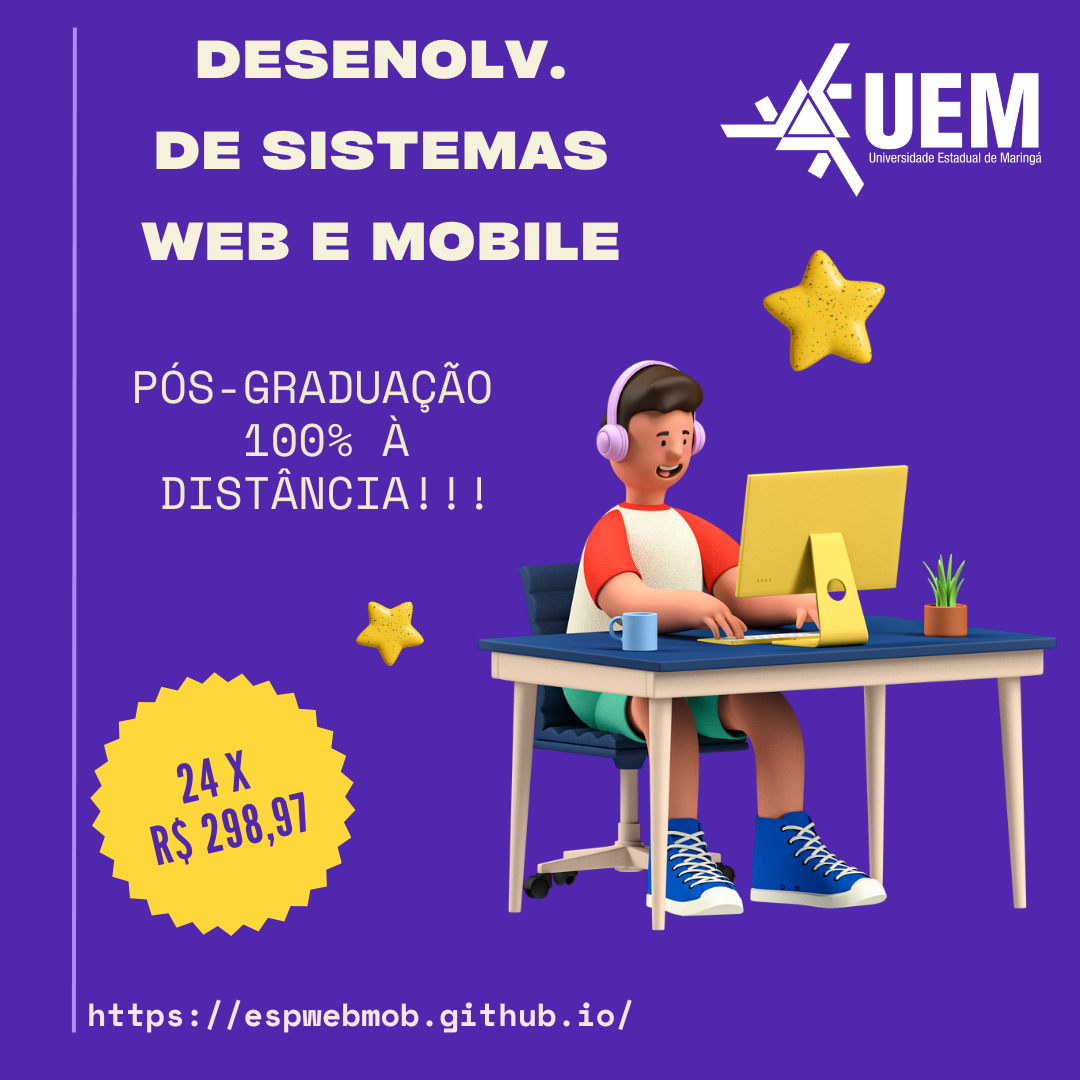 DESENOLV.
DE SISTEMAS
WEB E MOBILE
UEM
Universidade Estadual de Maringá
PÓS-GRADUAÇÃO
100% À
DISTÂNCIA!!!
24 X
R$ 298,97
https://espwebmob.github.io/